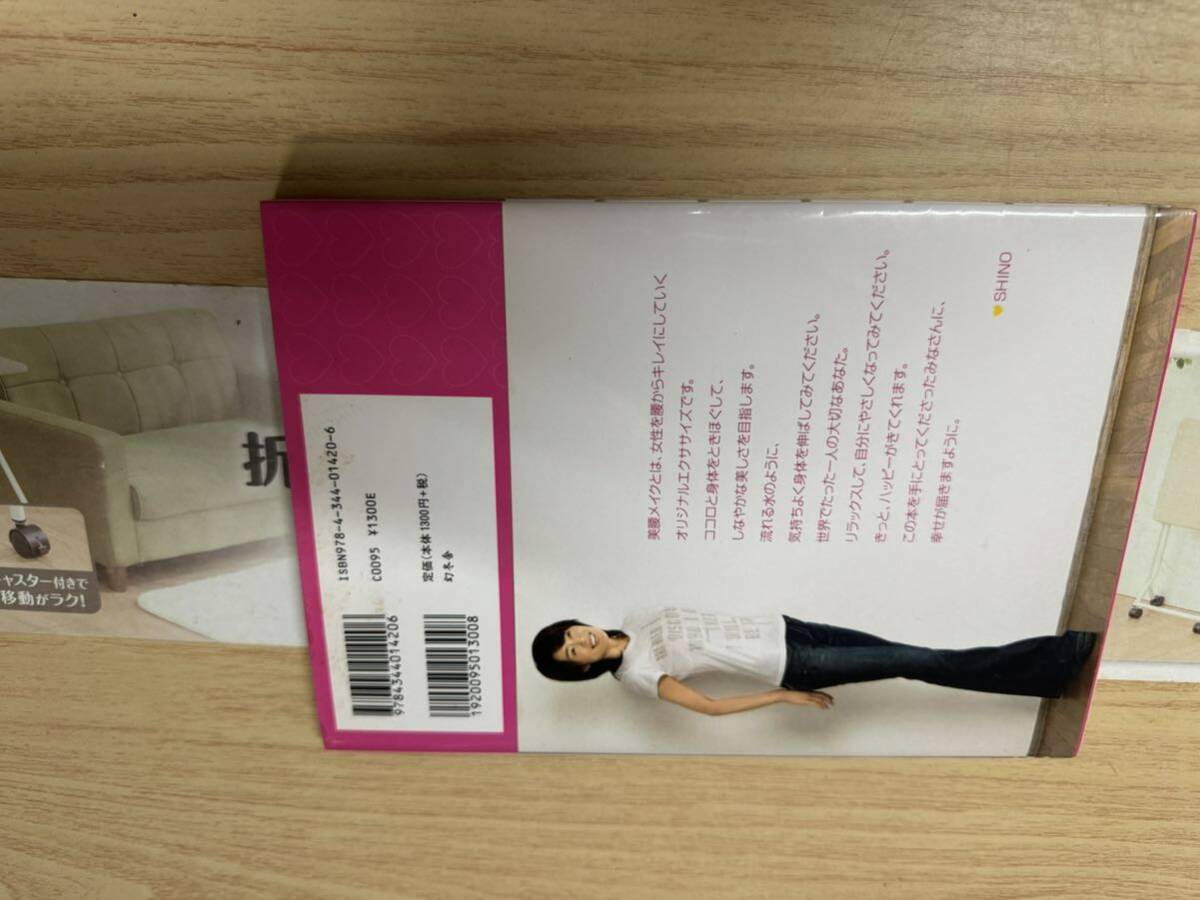 ISBN978-4-344-01420-6
C0095 ¥1300E
定価(本体1300円+税)
幻冬舎
9784344014206
1920095013008
美腰メイクとは、女性を腰からキレイにしていく
オリジナルエクササイズです。
ココロと身体をときほぐして、
しなやかな美しさを目指します。
流れる水のように、
気持ちよく身体を伸ばしてみてください。
世界でたった一人の大切なあなた。
リラックスして、自分にやさしくなってみてください。
きっと、ハッピーがきてくれます。
この本を手にとってくださったみなさんに、
幸せが届きますように。
SHINO
折
ャスター付きで
移動がラク!